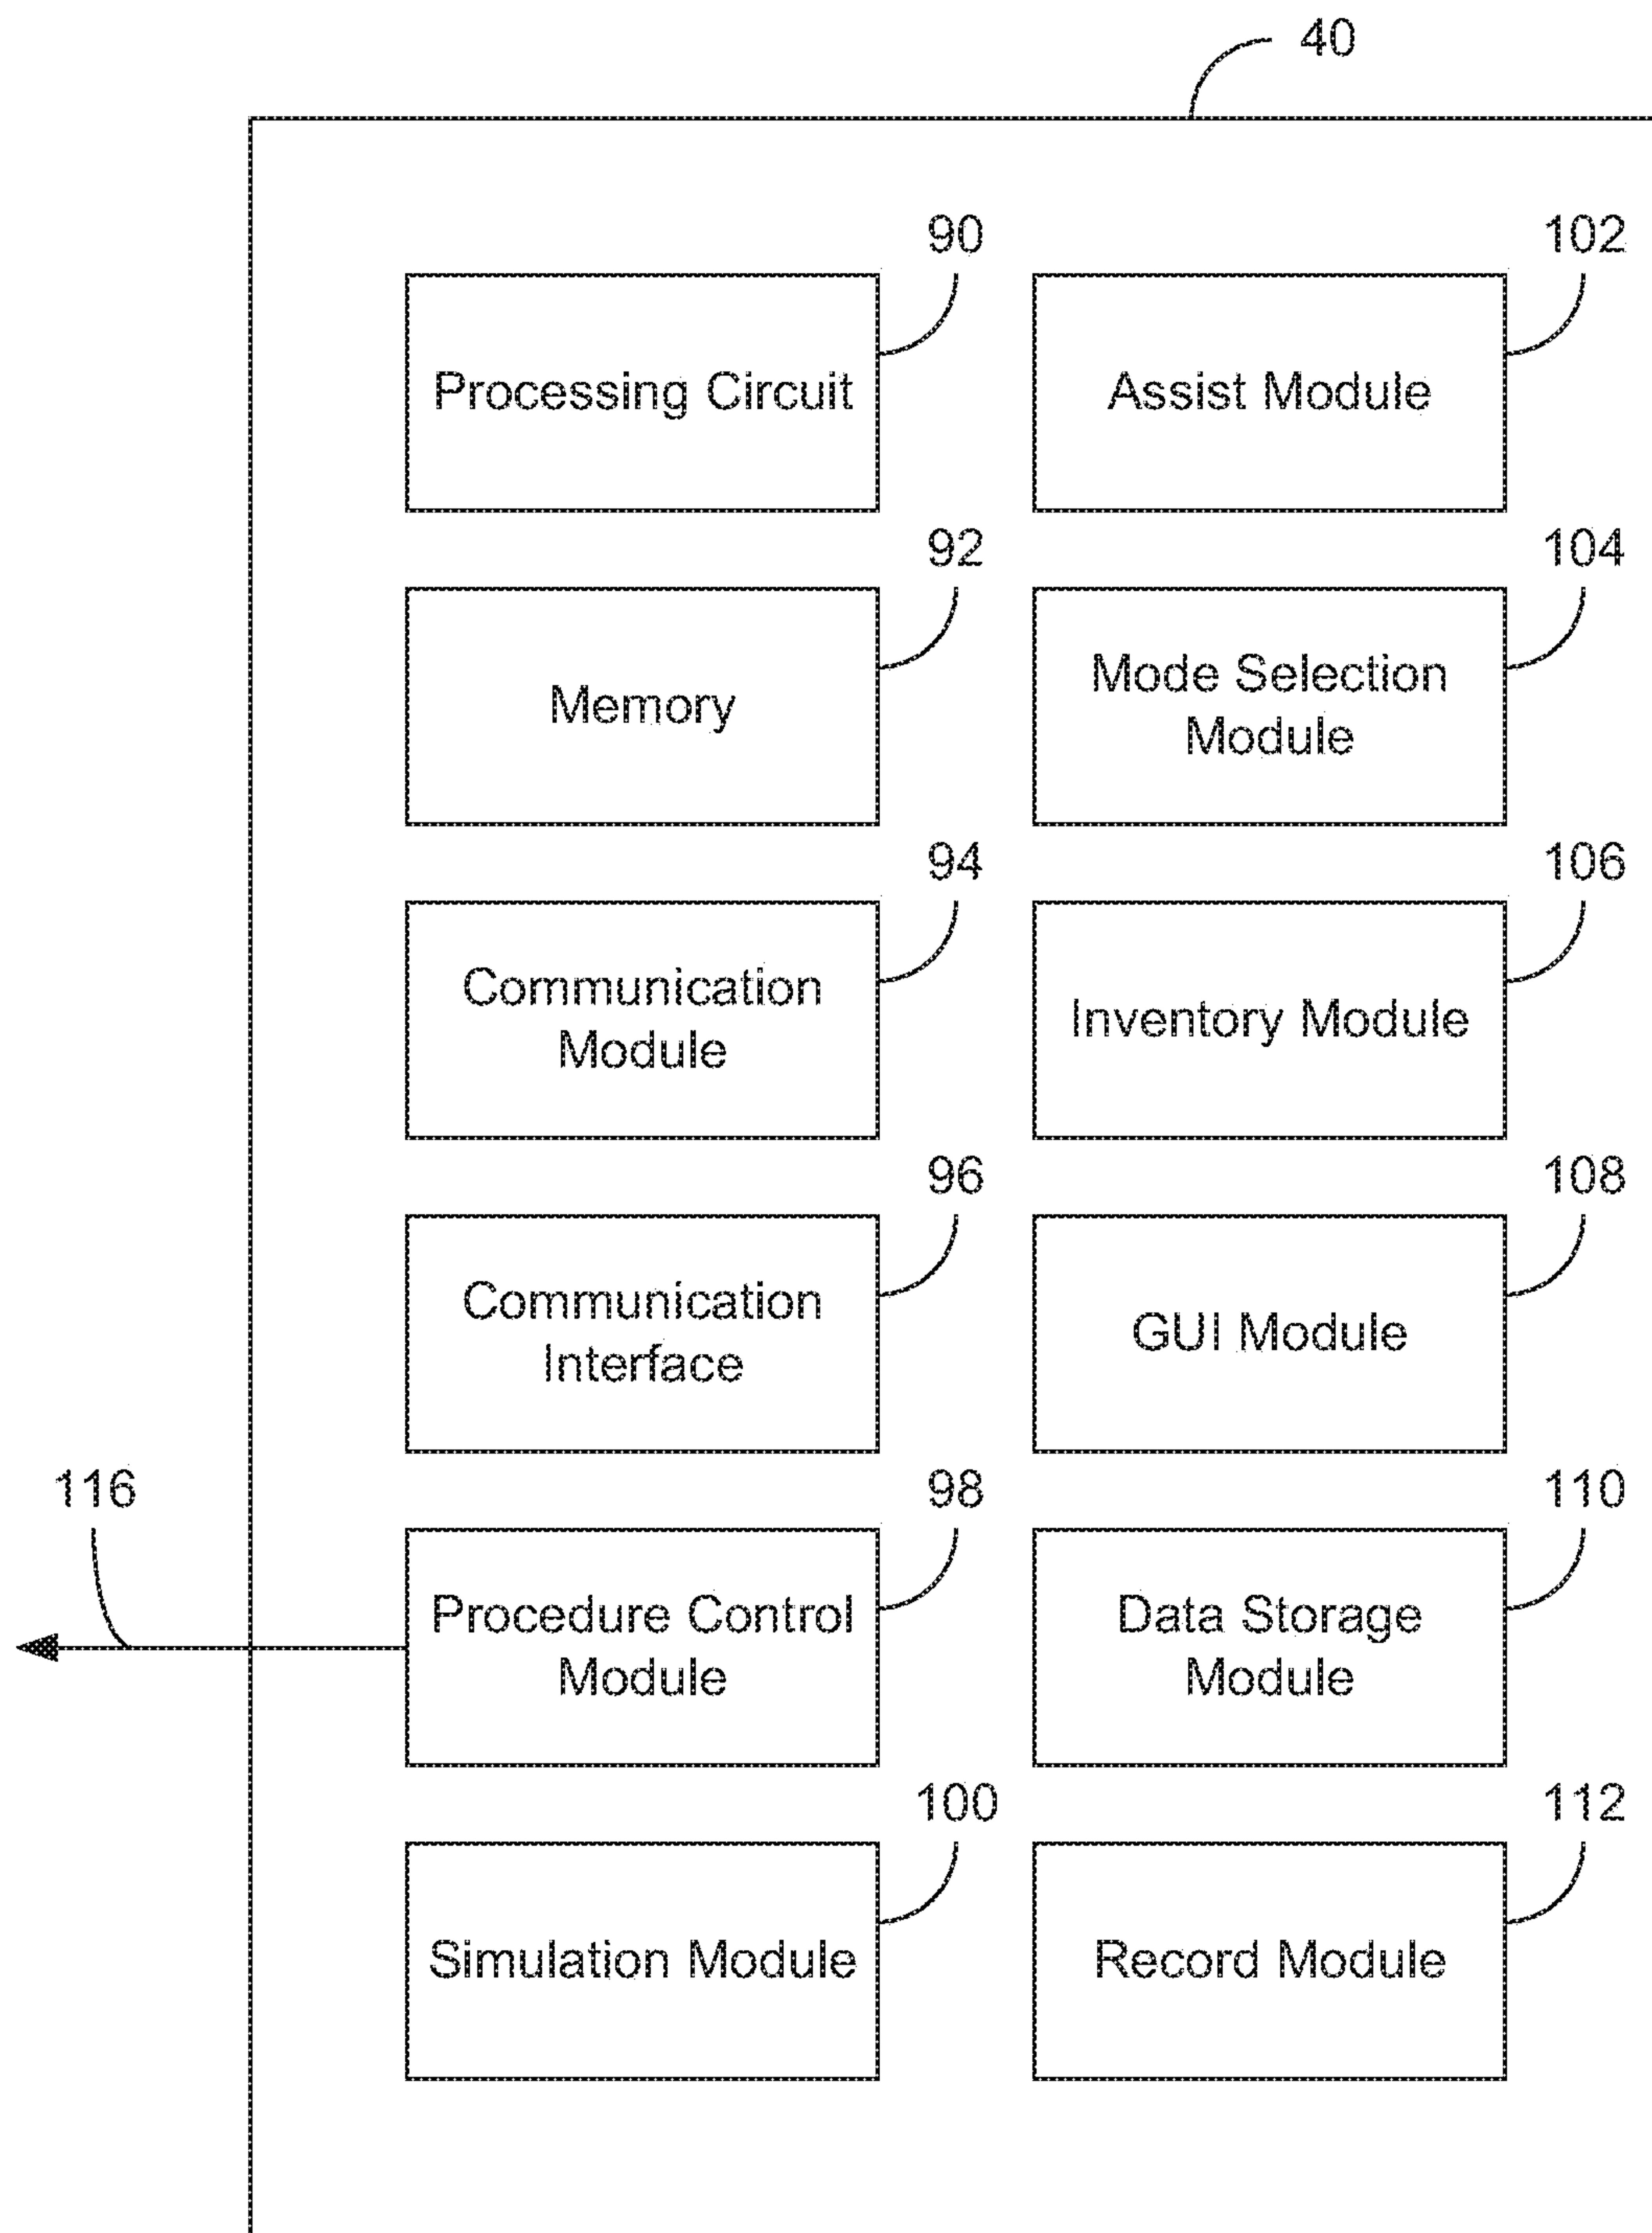 40
90
102
Processing Circuit
Assist Module
92
104
Memory
Mode Selection
Module
94
106
Communication
Module
Inventory Module
96
108
Communication
Interface
GUI Module
116
98
110
Procedure Control
Module
Data Storage
Module
100
112
Simulation Module
Record Module